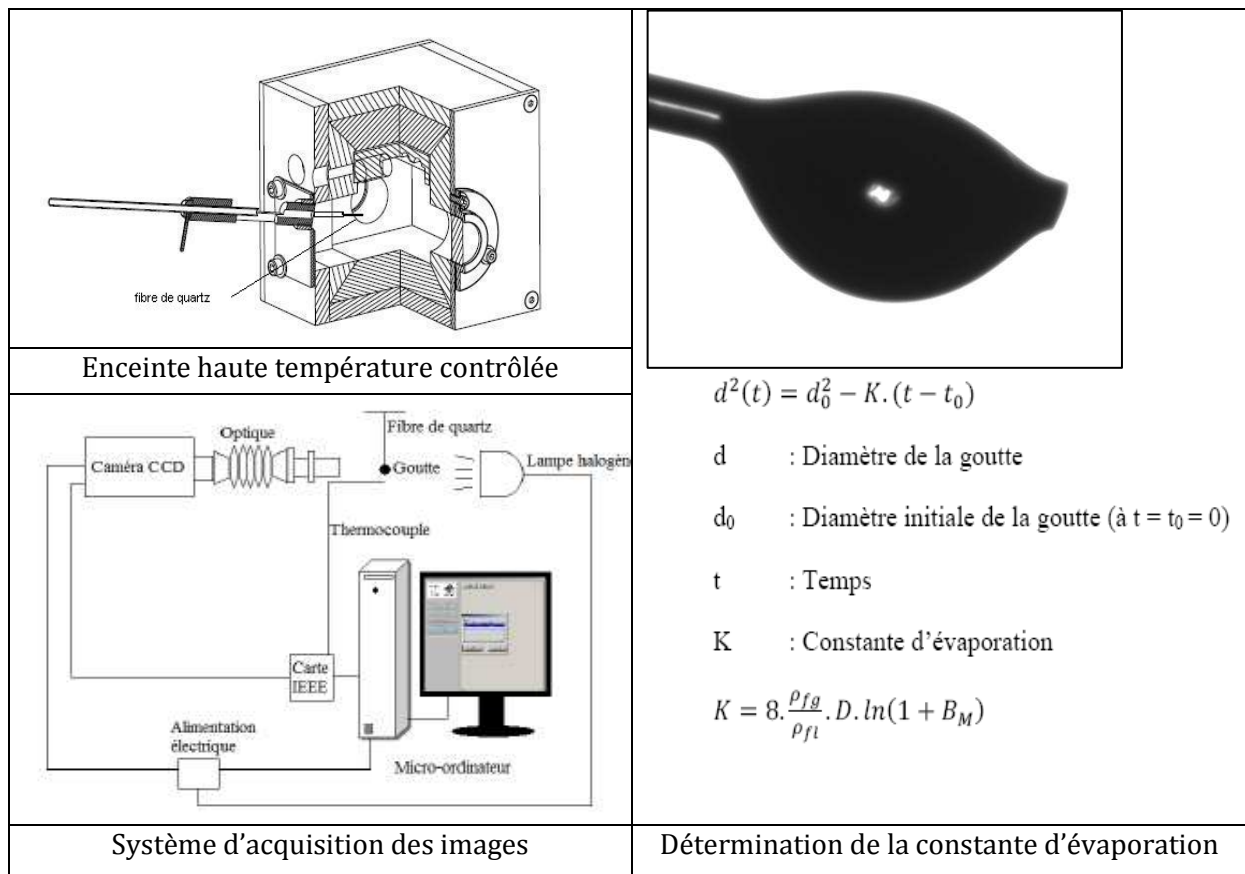 fibre de quartz
Enceinte haute température contrôlée
Optique
Caméra CCD
Fibre de quartz
Goutte
Lampe halogèn
Thermocouple
Carte
IEEE
Alimentation
électrique
Micro-ordinateur
Système d’acquisition des images
d²(t) = d₀² − K.(t − t₀)
d : Diamètre de la goutte
d₀ : Diamètre initiale de la goutte (à t = t₀ = 0)
t : Temps
K : Constante d’évaporation
K = 8.ρfg/ρfl.D.ln(1 + B_M)
Détermination de la constante d’évaporation